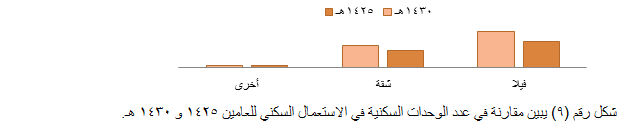 ١٤٢٥هـ ١٤٣٠هـ
أخرى شقة فيلا
شكل رقم (٩) يبين مقارنة في عدد الوحدات السكنية في الاستعمال السكني للعامين ١٤٢٥ و ١٤٣٠ هـ.